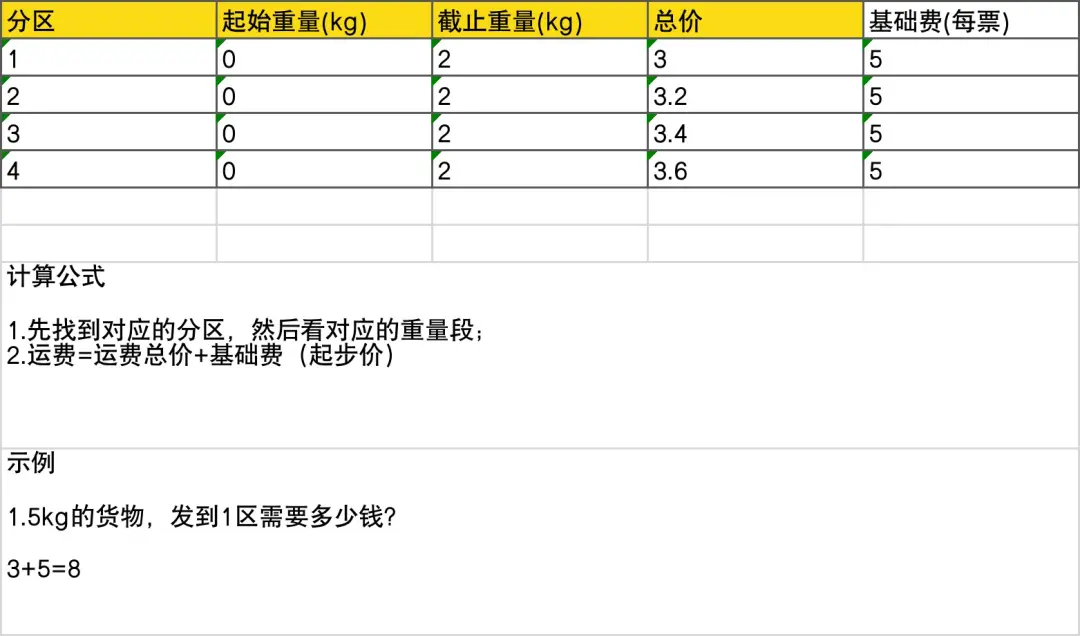 分区 起始重量(kg) 截止重量(kg) 总价 基础费(每票)
1 0 2 3 5
2 0 2 3.2 5
3 0 2 3.4 5
4 0 2 3.6 5
计算公式
1.先找到对应的分区，然后看对应的重量段；
2.运费=运费总价+基础费（起步价）
示例
1.5kg的货物，发到1区需要多少钱？
3+5=8